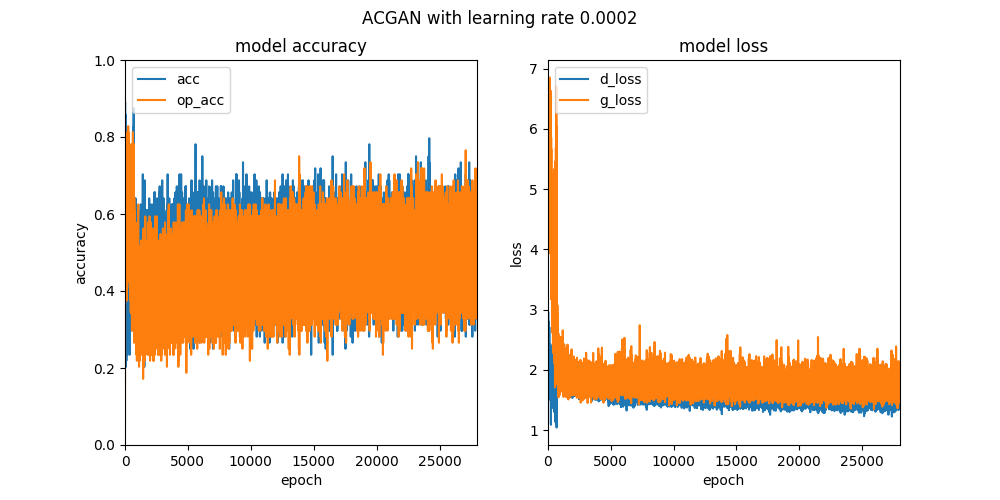 ACGAN with learning rate 0.0002
model accuracy
acc
op_acc
1.0
0.8
0.6
0.4
0.2
0.0
accuracy
0 5000 10000 15000 20000 25000
epoch
model loss
d_loss
g_loss
7
6
5
4
3
2
1
loss
0 5000 10000 15000 20000 25000
epoch